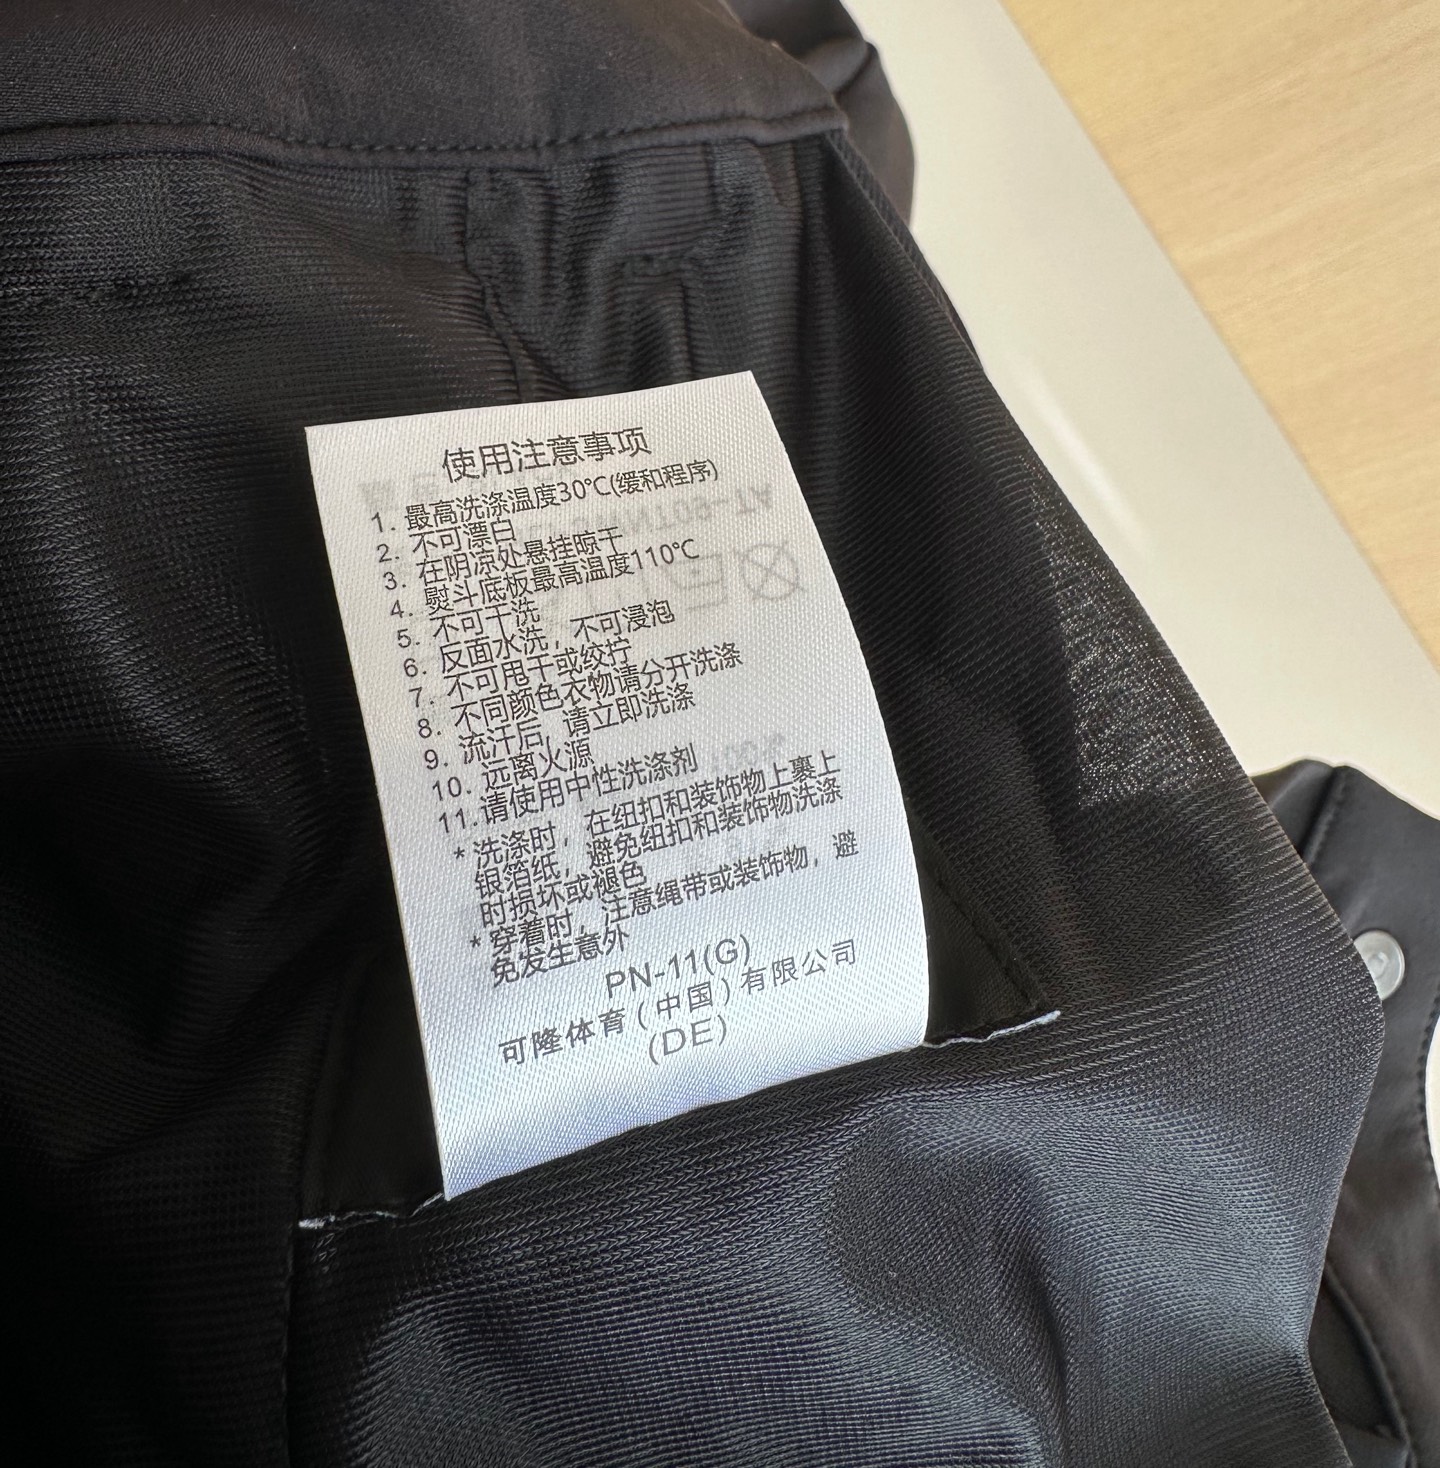 使用注意事项
1. 最高洗涤温度30°C(缓和程序)
2. 不可漂白
3. 在阴凉处悬挂晾干
4. 熨斗底板最高温度110°C
5. 不可干洗
6. 反面水洗，不可浸泡
7. 不可甩干或绞拧
8. 不同颜色衣物请分开洗涤
9. 流汗后，请立即洗涤
10. 远离火源
11.请使用中性洗涤剂
* 洗涤时，在纽扣和装饰物上裹上
银箔纸，避免纽扣和装饰物洗涤
时损坏或褪色
* 穿着时，注意绳带或装饰物，避
免发生意外
PN-11(G)
可隆体育(中国)有限公司
(DE)